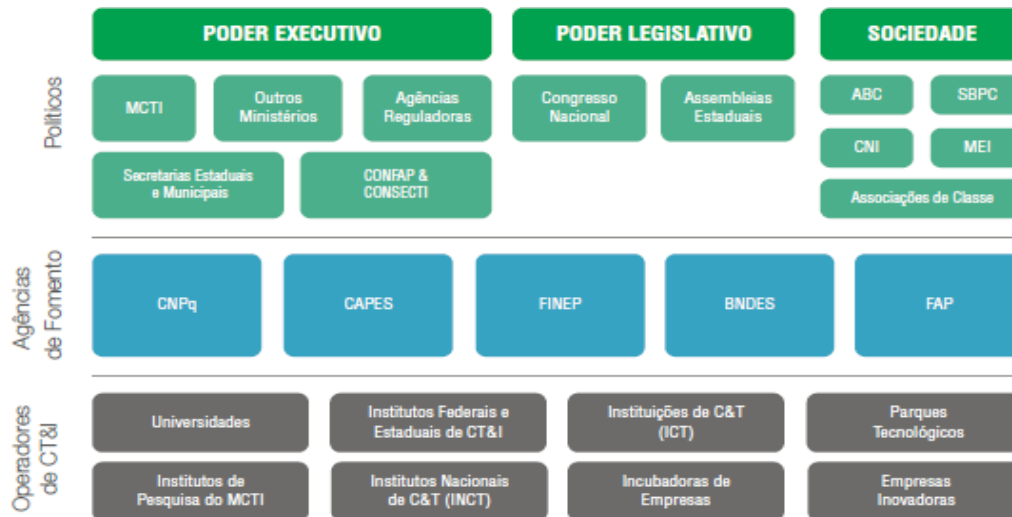 PODER EXECUTIVO
PODER LEGISLATIVO
SOCIEDADE
Políticos
MCTI
Outros
Ministérios
Agências
Reguladoras
Congresso
Nacional
Assembleias
Estaduais
ABC
SBPC
CNI
MEI
Secretarias Estaduais
e Municipais
CONFAP &
CONSECTI
Associações de Classe
Agências
de Fomento
CNPq
CAPES
FINEP
BNDES
FAP
Operadores
de CT&I
Universidades
Institutos Federais e
Estaduais de CT&I
Instituições de C&T
(ICT)
Parques
Tecnológicos
Institutos de
Pesquisa do MCTI
Institutos Nacionais
de C&T (INCT)
Incubadoras de
Empresas
Empresas
Inovadoras